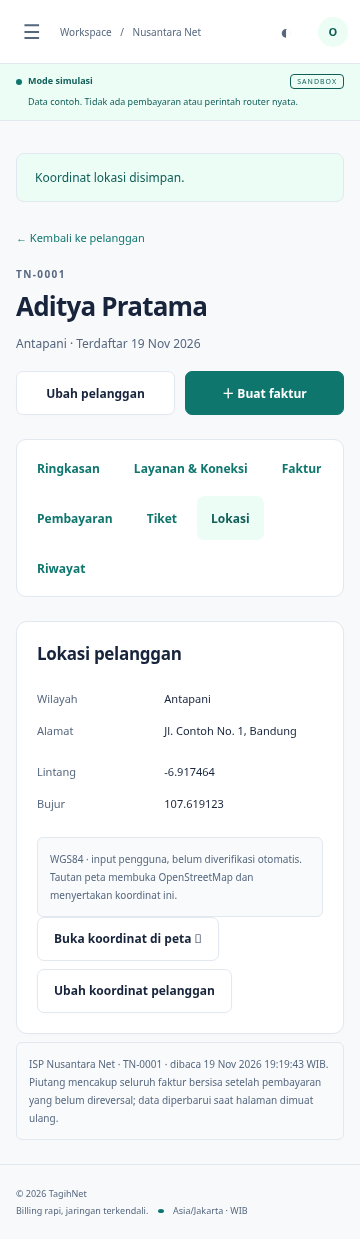 Workspace / Nusantara Net
O
Mode simulasi
SANDBOX
Data contoh. Tidak ada pembayaran atau perintah router nyata.
Koordinat lokasi disimpan.
← Kembali ke pelanggan
TN-0001
Aditya Pratama
Antapani · Terdaftar 19 Nov 2026
Ubah pelanggan
+ Buat faktur
Ringkasan Layanan & Koneksi Faktur
Pembayaran Tiket Lokasi
Riwayat
Lokasi pelanggan
Wilayah Antapani
Alamat Jl. Contoh No. 1, Bandung
Lintang -6.917464
Bujur 107.619123
WGS84 · input pengguna, belum diverifikasi otomatis.
Tautan peta membuka OpenStreetMap dan
menyertakan koordinat ini.
Buka koordinat di peta
Ubah koordinat pelanggan
ISP Nusantara Net · TN-0001 · dibaca 19 Nov 2026 19:19:43 WIB.
Piutang mencakup seluruh faktur bersisa setelah pembayaran
yang belum direversal; data diperbarui saat halaman dimuat
ulang.
© 2026 TagihNet
Billing rapi, jaringan terkendali. Asia/Jakarta · WIB